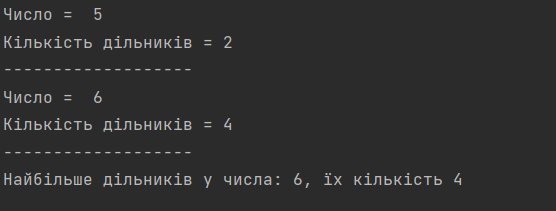 Число =  5
Кількість дільників = 2
-------------------
Число =  6
Кількість дільників = 4
-------------------
Найбільше дільників у числа: 6, їх кількість 4